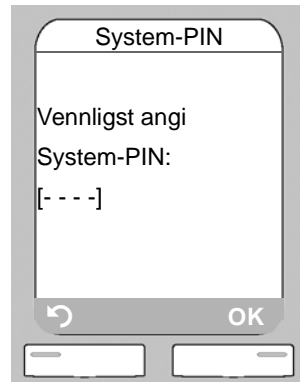 System-PIN
Vennligst angi
System-PIN:
[- - - -]
OK